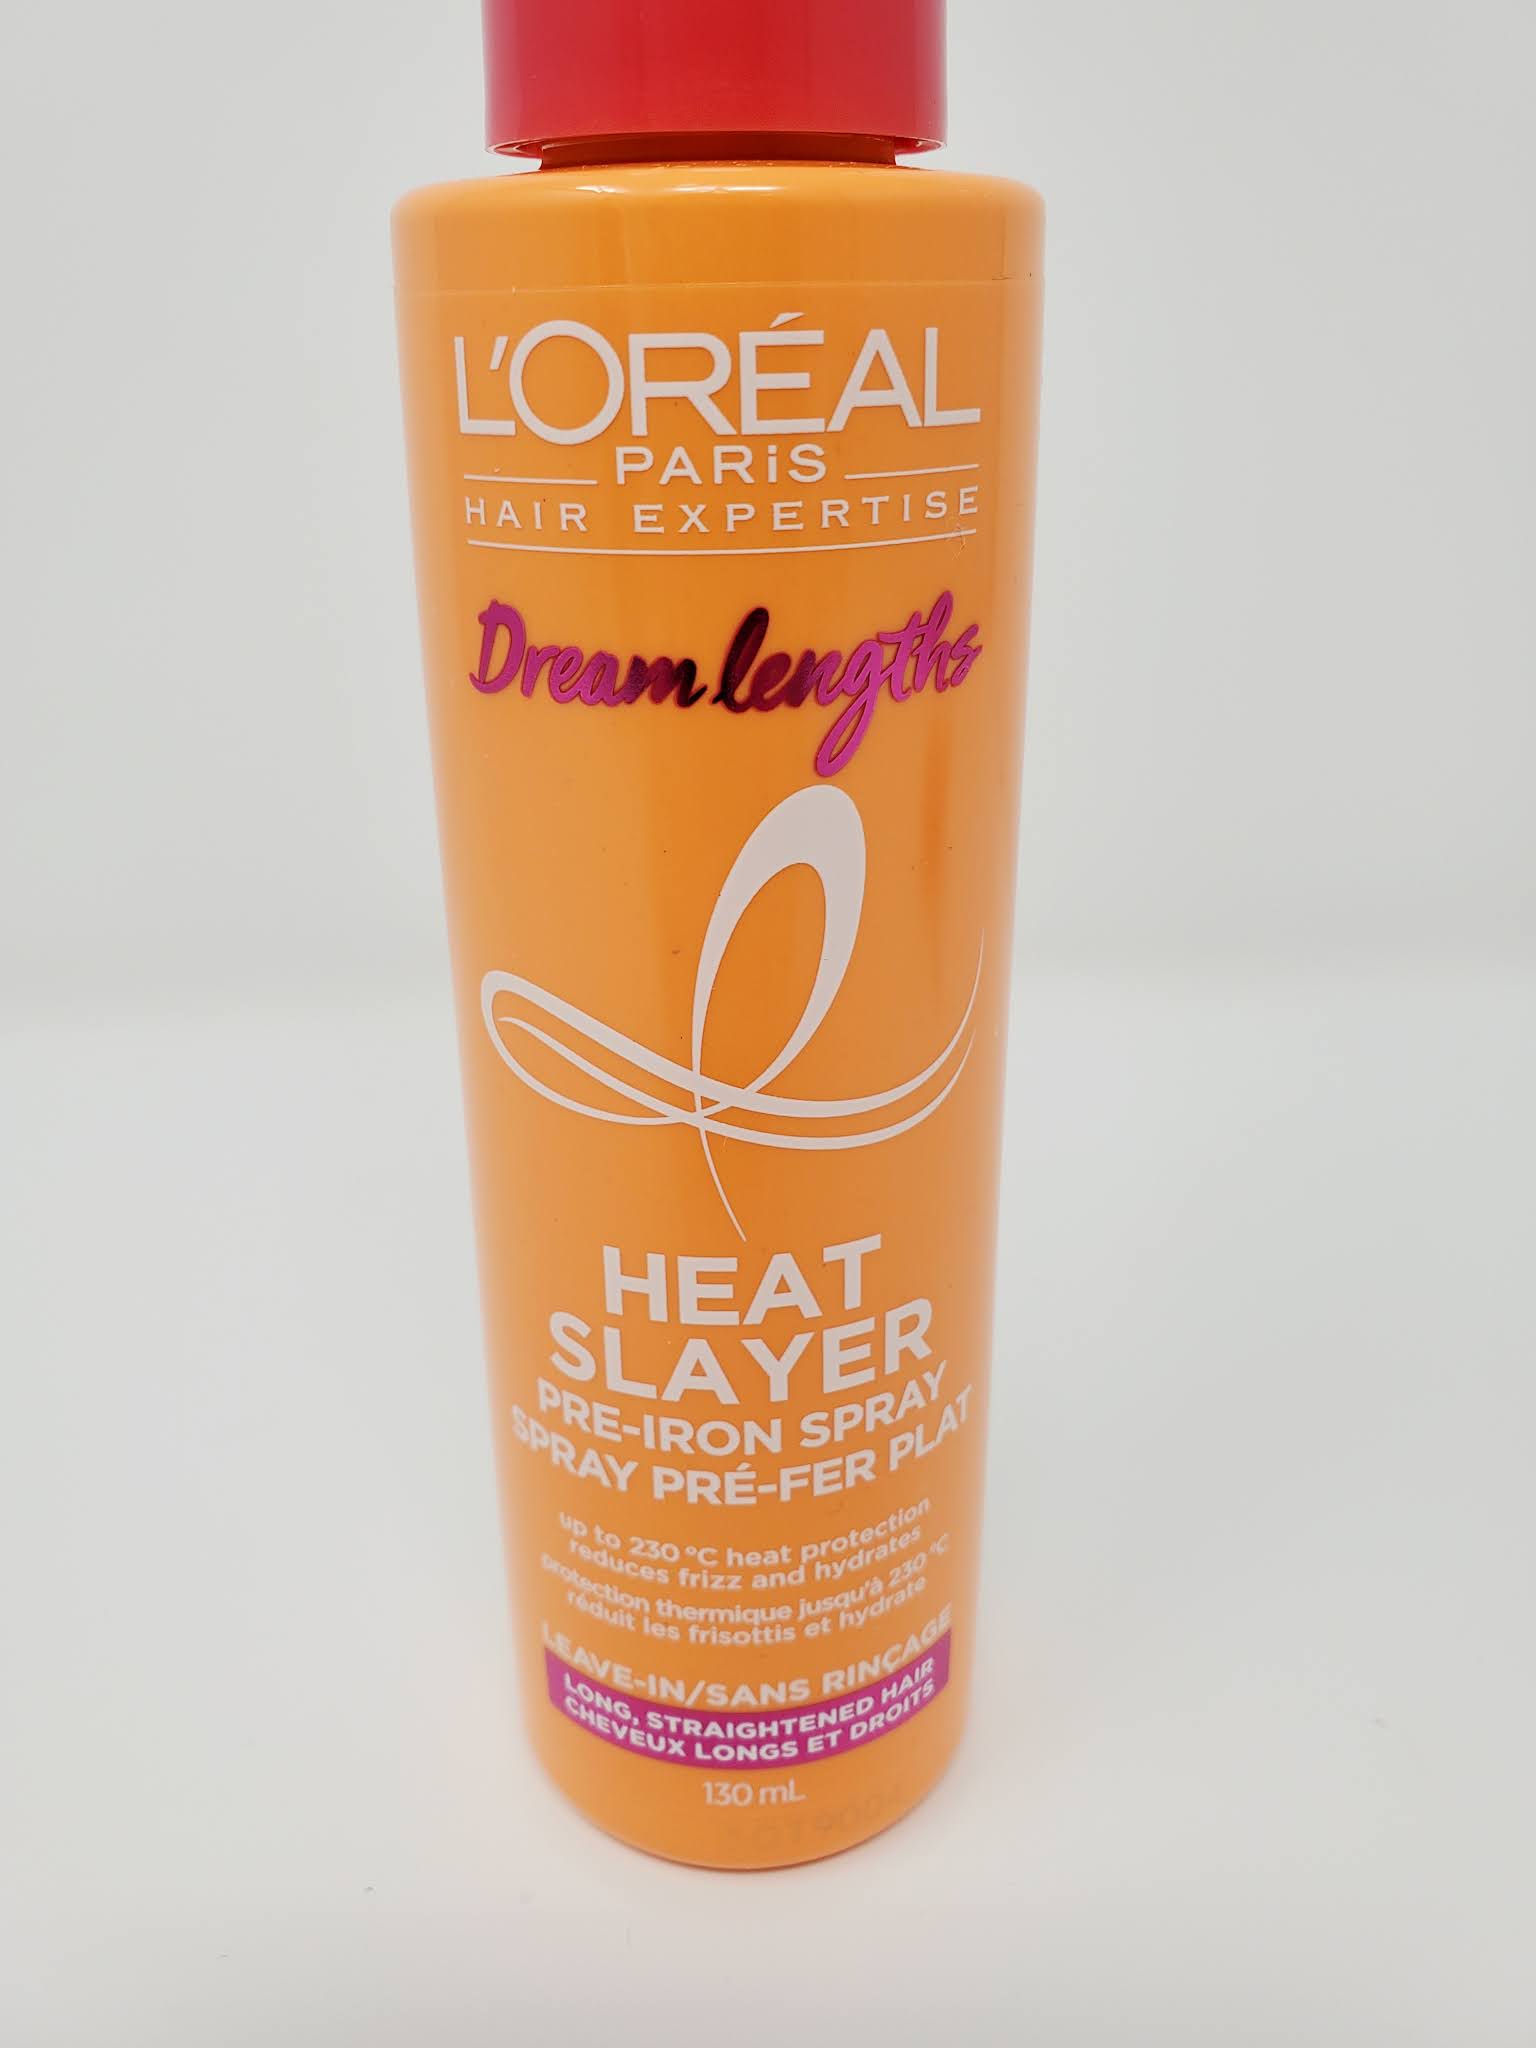 L'ORÉAL
PARiS
HAIR EXPERTISE
Dream lengths
HEAT
SLAYER
PRE-IRON SPRAY
SPRAY PRÉ-FER PLAT
up to 230 °C heat protection
reduces frizz and hydrates
protection thermique jusqu'à 230 °C
réduit les frisottis et hydrate
LEAVE-IN/SANS RINÇAGE
LONG, STRAIGHTENED HAIR
CHEVEUX LONGS ET DROITS
130 mL